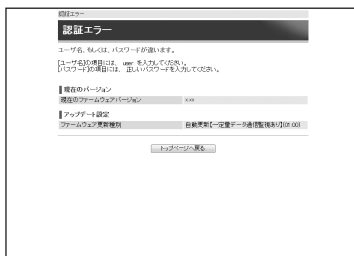 認証エラー
認証エラー
ユーザ名、もしくは、パスワードが違います。
[ユーザ名]の項目には、 user を入力してください。
[パスワード]の項目には、正しいパスワードを入力してください。
現在のバージョン
現在のファームウェアバージョン x.xx
アップデート設定
ファームウェア更新種別 自動更新【一定量データ通信監視あり】(01:00)
トップページへ戻る